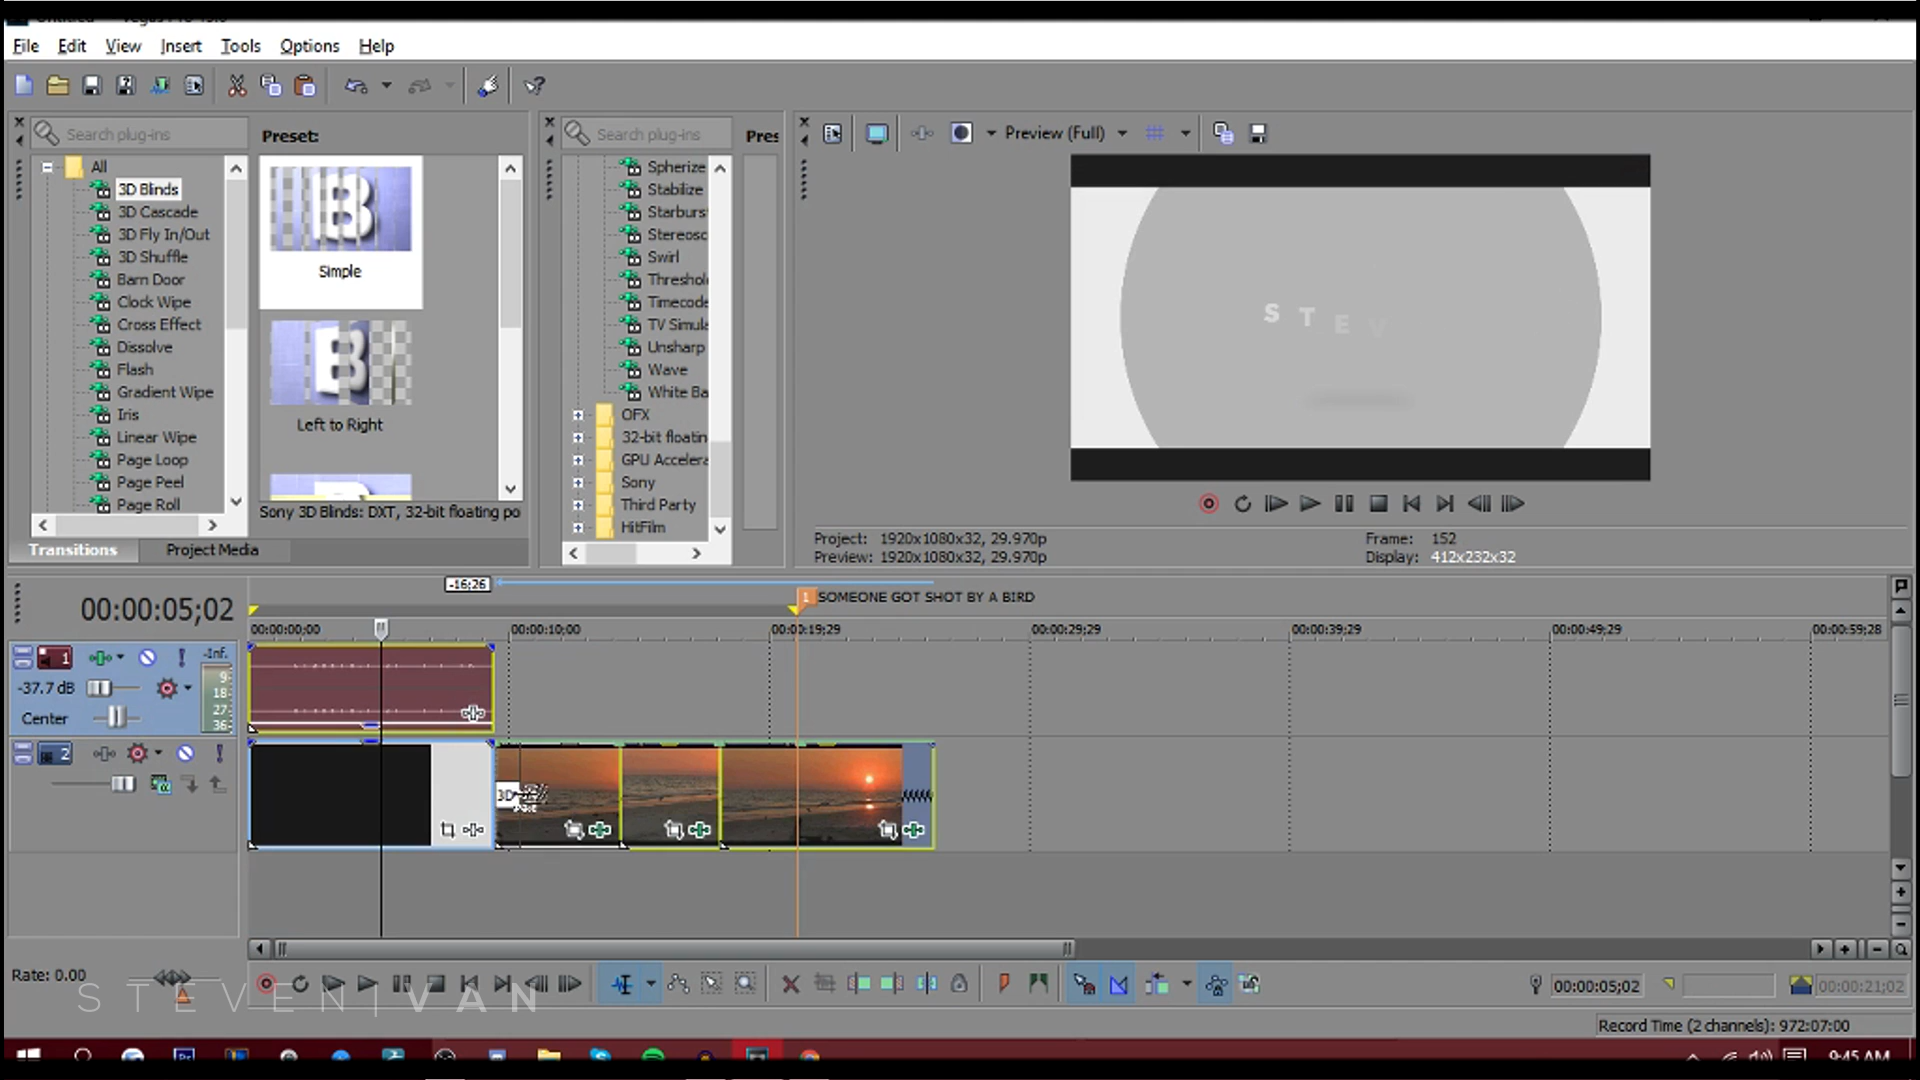 File Edit View Insert Tools Options Help
Search plug-ins
Preset:
All
3D Blinds
3D Cascade
3D Fly In/Out
3D Shuffle
Barn Door
Clock Wipe
Cross Effect
Dissolve
Flash
Gradient Wipe
Iris
Linear Wipe
Page Loop
Page Peel
Page Roll
Simple
Left to Right
Sony 3D Blinds: DXT, 32-bit floating po
Transitions Project Media
Search plug-ins
Pres
Spherize
Stabilize
Starburs
Stereosc
Swirl
Threshol
Timecode
TV Simula
Unsharp
Wave
White Ba
OFX
32-bit floatin
GPU Accelera
Sony
Third Party
HitFilm
Preview (Full)
S T E V
Project: 1920x1080x32, 29.970p
Preview: 1920x1080x32, 29.970p
Frame: 152
Display: 412x232x32
-16;26
1 SOMEONE GOT SHOT BY A BIRD
00:00:05;02
00:00:00;00 00:00:10;00 00:00:19;29 00:00:29;29 00:00:39;29 00:00:49;29 00:00:59;28
1
-Inf.
9
18
27
36
-37.7 dB
Center
2
3D
Rate: 0.00
STEVEN|VAN
00:00:05;02
00:00:21;02
Record Time (2 channels): 972:07:00
9:45 AM